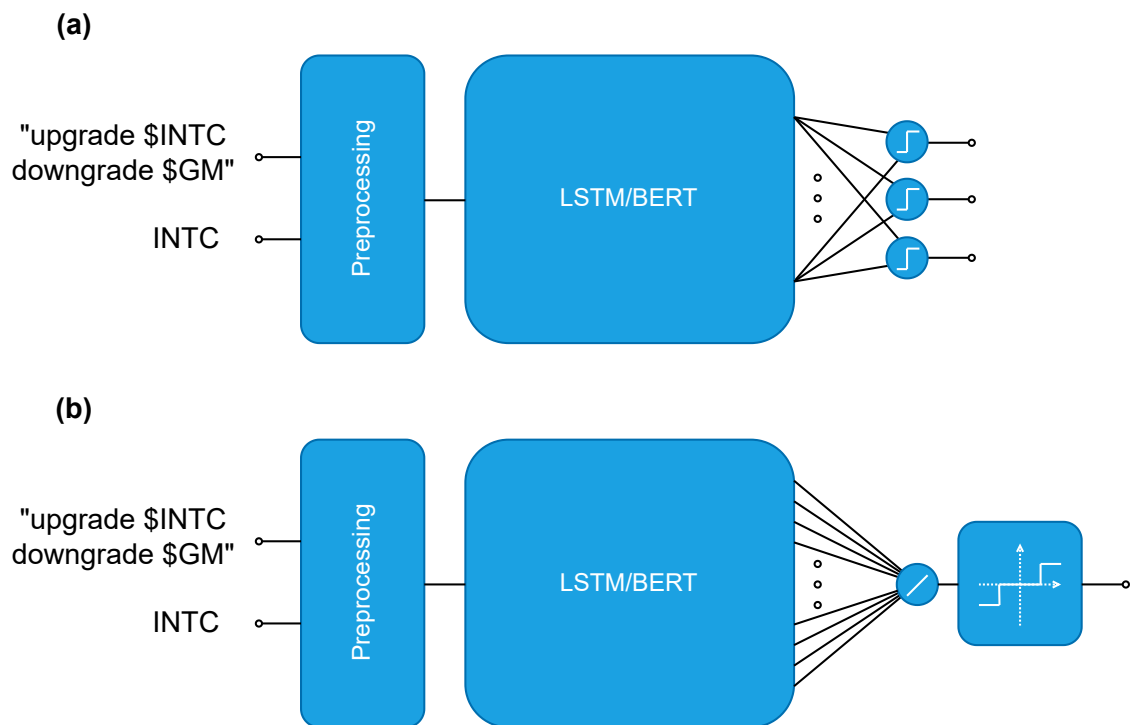 (a)
"upgrade $INTC
downgrade $GM"
INTC
Preprocessing
LSTM/BERT
(b)
"upgrade $INTC
downgrade $GM"
INTC
Preprocessing
LSTM/BERT